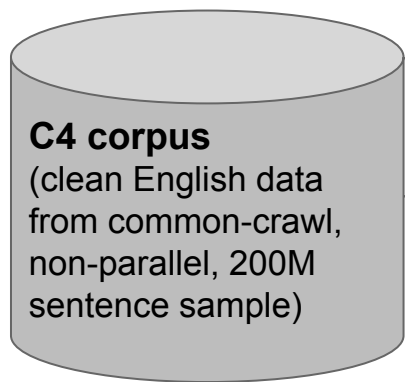 C4 corpus
(clean English data
from common-crawl,
non-parallel, 200M
sentence sample)